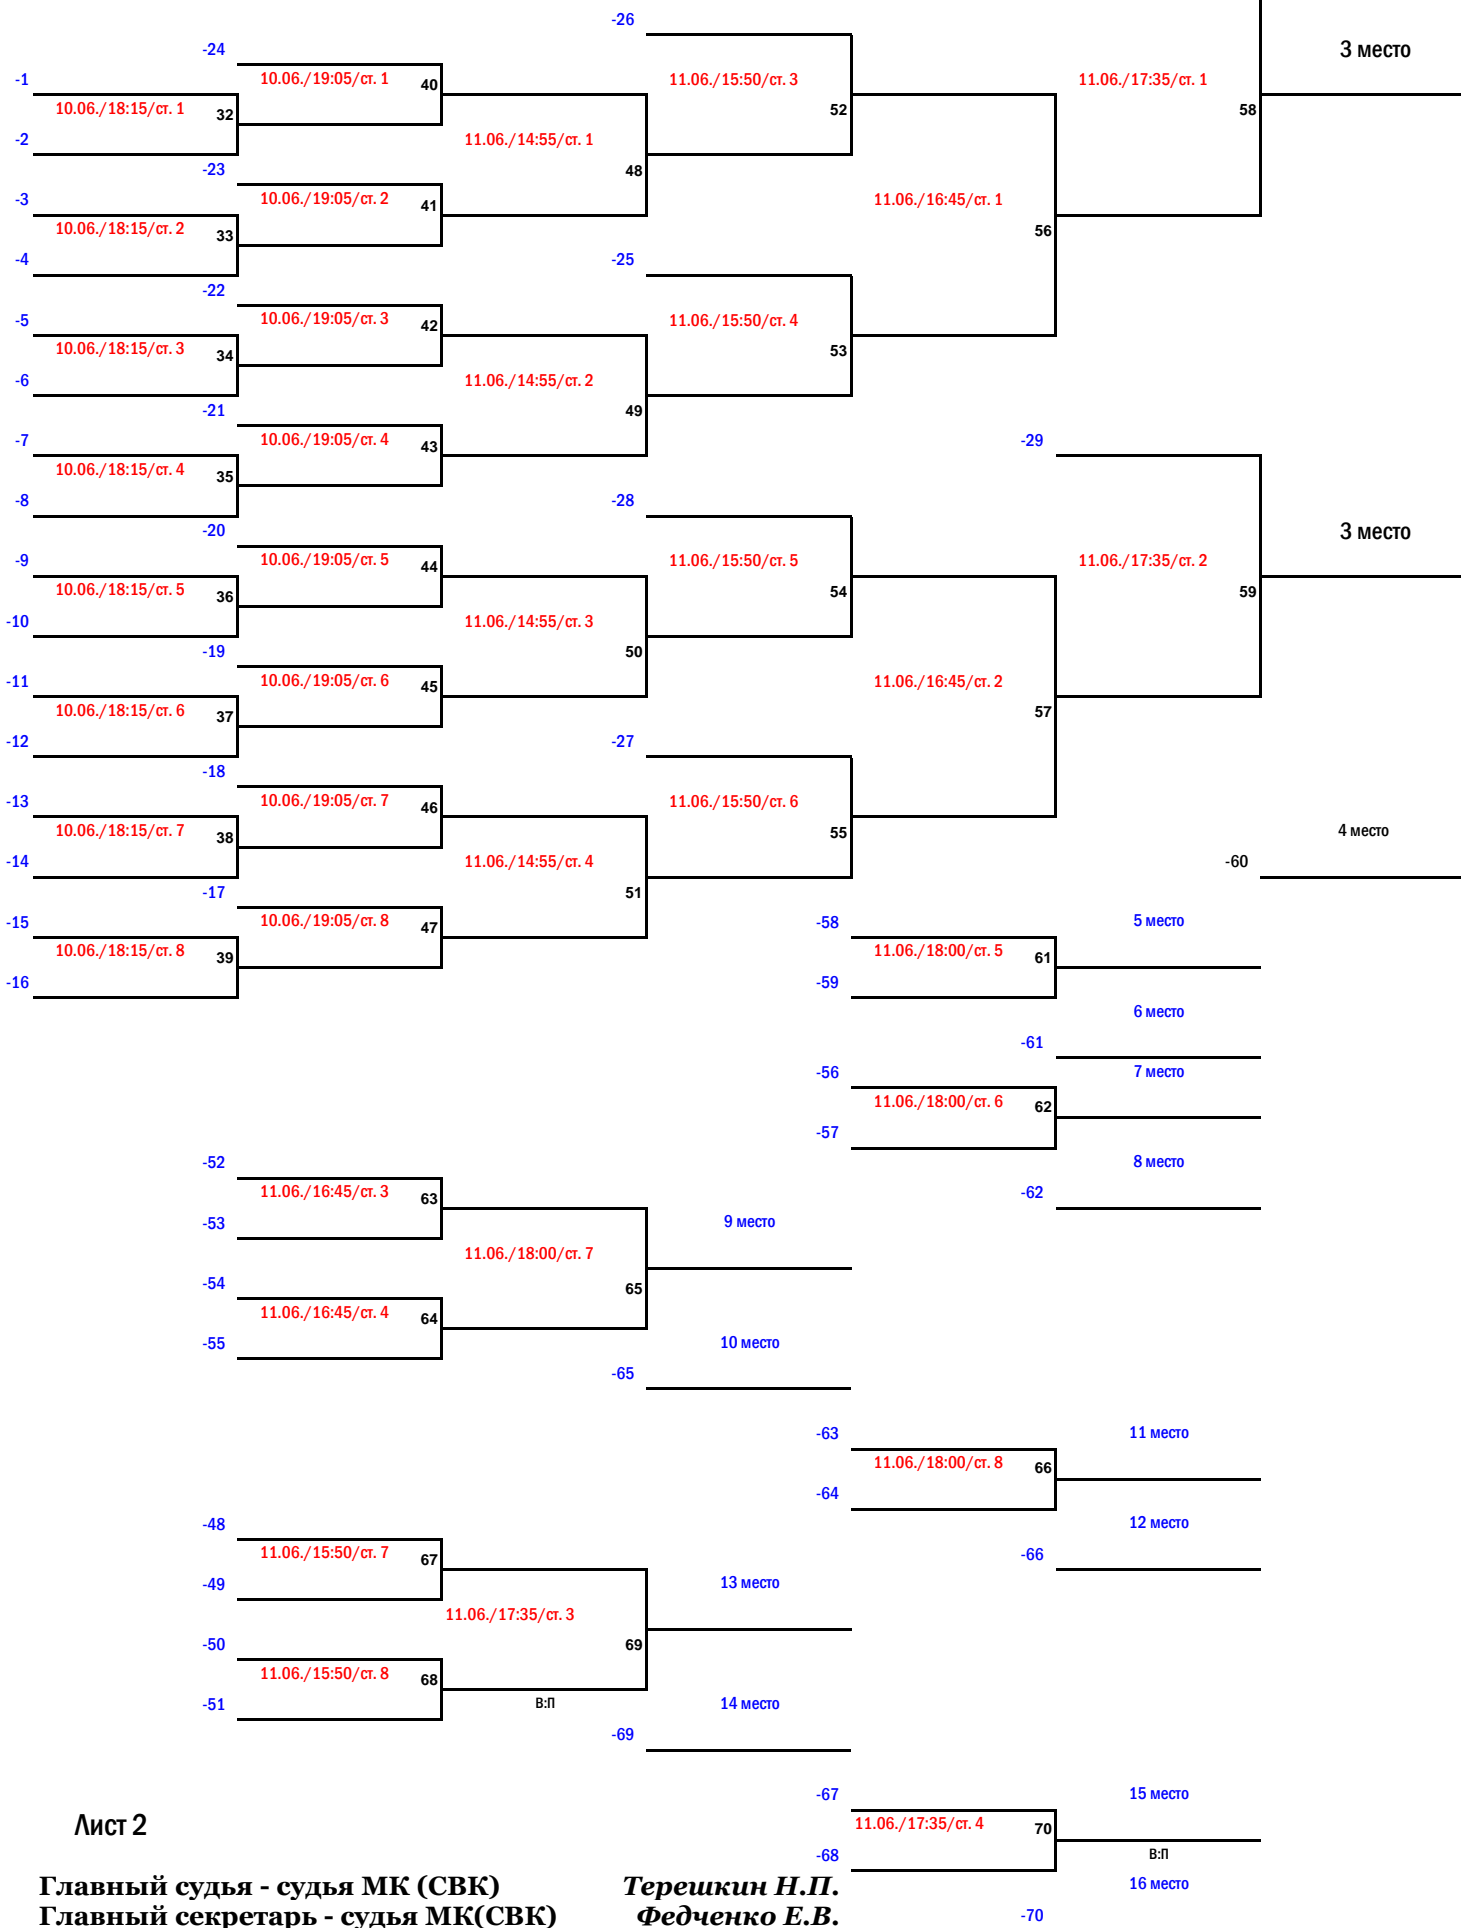 -26
-24
3 место
-1
10.06./19:05/ст. 1
40
11.06./15:50/ст. 3
11.06./17:35/ст. 1
10.06./18:15/ст. 1
32
52
58
-2
11.06./14:55/ст. 1
-23
48
-3
10.06./19:05/ст. 2
41
11.06./16:45/ст. 1
10.06./18:15/ст. 2
33
56
-4
-25
-22
-5
10.06./19:05/ст. 3
42
11.06./15:50/ст. 4
10.06./18:15/ст. 3
34
53
-6
11.06./14:55/ст. 2
-21
49
-7
10.06./19:05/ст. 4
43
-29
10.06./18:15/ст. 4
35
-8
-28
-20
3 место
-9
10.06./19:05/ст. 5
44
11.06./15:50/ст. 5
11.06./17:35/ст. 2
10.06./18:15/ст. 5
36
54
59
-10
11.06./14:55/ст. 3
-19
50
-11
10.06./19:05/ст. 6
45
11.06./16:45/ст. 2
10.06./18:15/ст. 6
37
57
-12
-27
-18
-13
10.06./19:05/ст. 7
46
11.06./15:50/ст. 6
10.06./18:15/ст. 7
38
55
4 место
-14
11.06./14:55/ст. 4
-60
-17
51
-15
10.06./19:05/ст. 8
47
-58
5 место
10.06./18:15/ст. 8
39
11.06./18:00/ст. 5
61
-16
-59
6 место
-61
-56
7 место
11.06./18:00/ст. 6
62
-57
-52
8 место
11.06./16:45/ст. 3
63
-62
-53
9 место
11.06./18:00/ст. 7
-54
65
11.06./16:45/ст. 4
64
-55
10 место
-65
-63
11 место
11.06./18:00/ст. 8
66
-64
-48
12 место
11.06./15:50/ст. 7
67
-66
-49
13 место
11.06./17:35/ст. 3
-50
69
11.06./15:50/ст. 8
68
-51
В:П
14 место
-69
-67
15 место
Лист 2
11.06./17:35/ст. 4
70
-68
В:П
Главный судья - судья МК (СВК)
Терешкин Н.П.
16 место
Главный секретарь - судья МК(СВК)
Федченко Е.В.
-70